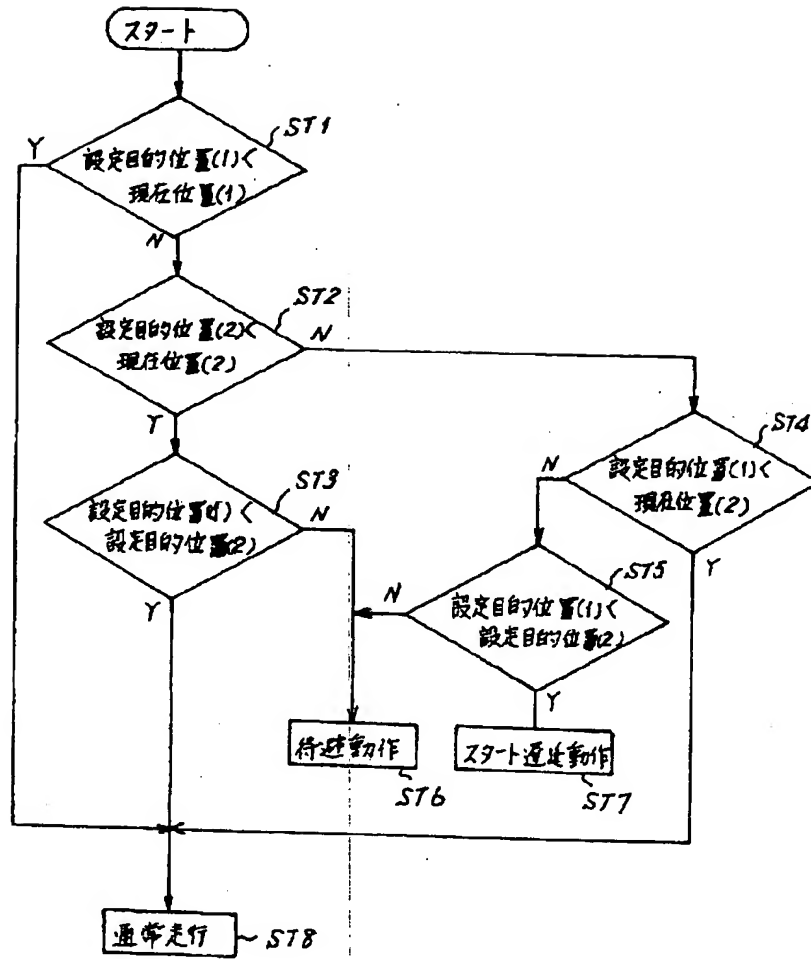 スタート
ST1
Y
設定目的位置(1)<
現在位置(1)
N
ST2
設定目的位置(2)<
現在位置(2)
N
Y
ST3
設定目的位置(1)<
設定目的位置(2)
N
Y
ST4
設定目的位置(1)<
現在位置(2)
N
Y
ST5
設定目的位置(1)<
設定目的位置(2)
N
Y
待避動作
ST6
スタート遅延動作
ST7
通常走行
ST8